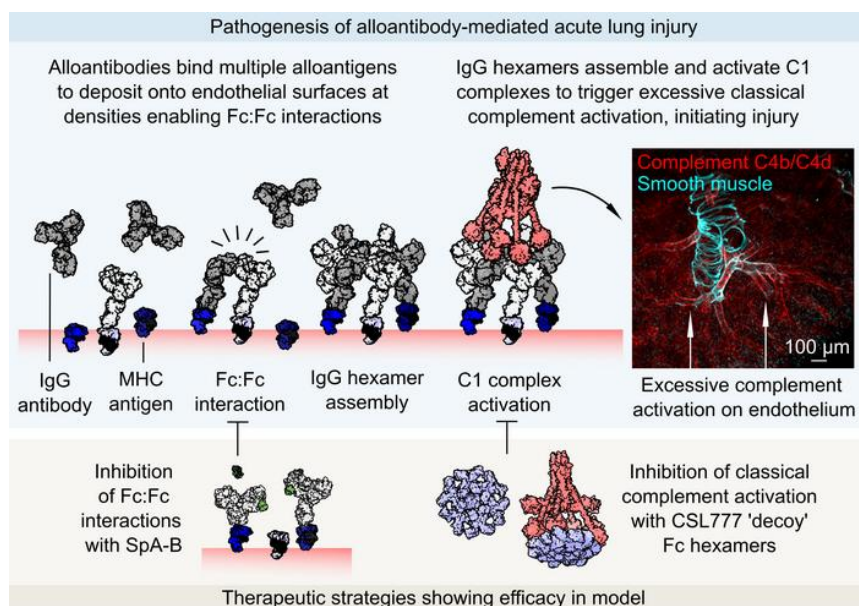 Pathogenesis of alloantibody-mediated acute lung injury
Alloantibodies bind multiple alloantigens
to deposit onto endothelial surfaces at
densities enabling Fc:Fc interactions
IgG hexamers assemble and activate C1
complexes to trigger excessive classical
complement activation, initiating injury
Complement C4b/C4d
Smooth muscle
100 µm
IgG
antibody
MHC
antigen
Fc:Fc
interaction
IgG hexamer
assembly
C1 complex
activation
Excessive complement
activation on endothelium
Inhibition
of Fc:Fc
interactions
with SpA-B
Inhibition of classical
complement activation
with CSL777 'decoy'
Fc hexamers
Therapeutic strategies showing efficacy in model